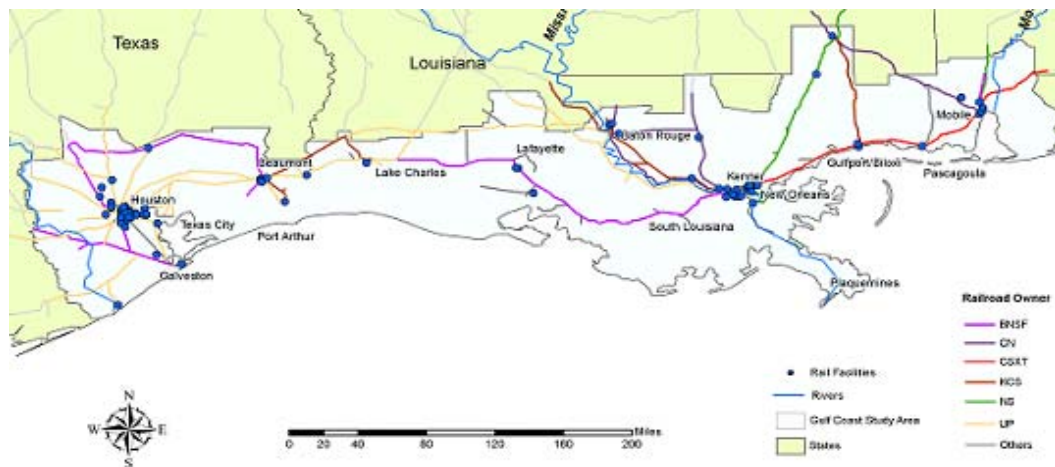 Texas
Louisiana
Missi
Mo
Beaumont
Lafayette
Baton Rouge
Kenner
Mobile
Lake Charles
Gulfport/Biloxi
Pascagoula
Houston
Texas City
Port Arthur
New Orleans
South Louisiana
Galveston
Plaquemines
Railroad Owner
BNSF
CN
CSXT
KCS
NS
UP
Others
Rail Facilities
Rivers
Gulf Coast Study Area
States
N
W E
S
Miles
0 20 40 80 120 160 200